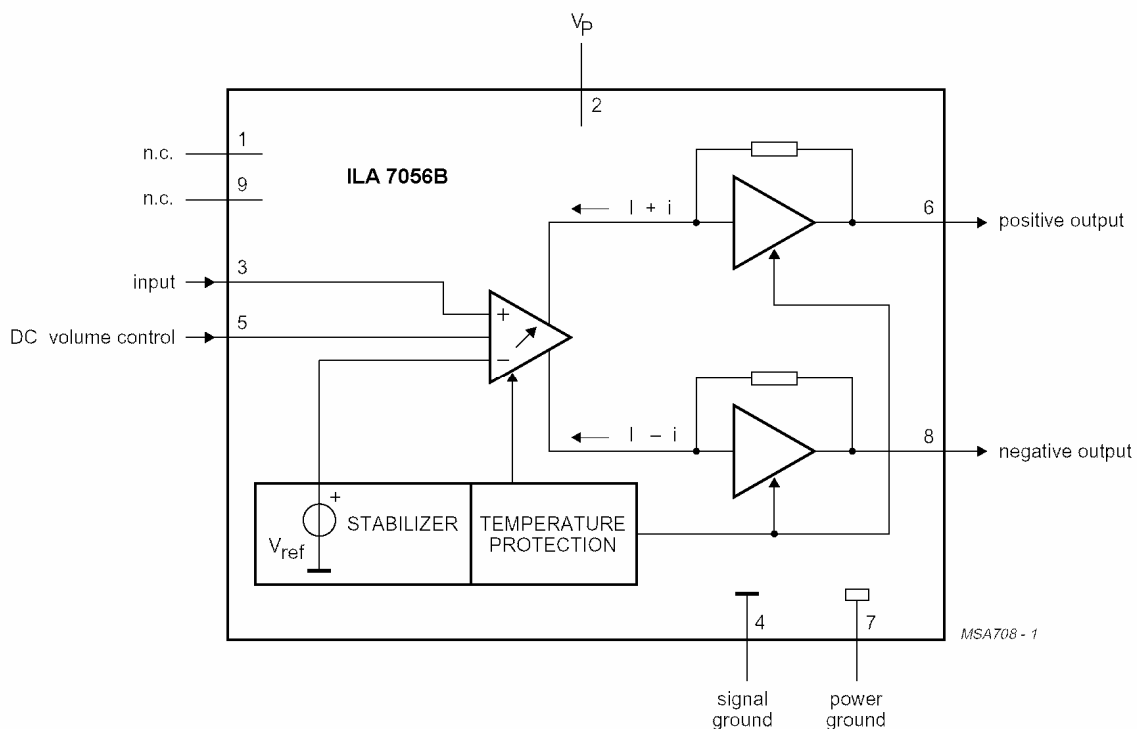 VP
2
1
n.c.
ILA 7056B
9
n.c.
I + i
6
positive output
3
input
+
5
DC volume control
−
I − i
8
negative output
+
STABILIZER
Vref
TEMPERATURE
PROTECTION
4
7
MSA708 - 1
signal
ground
power
ground